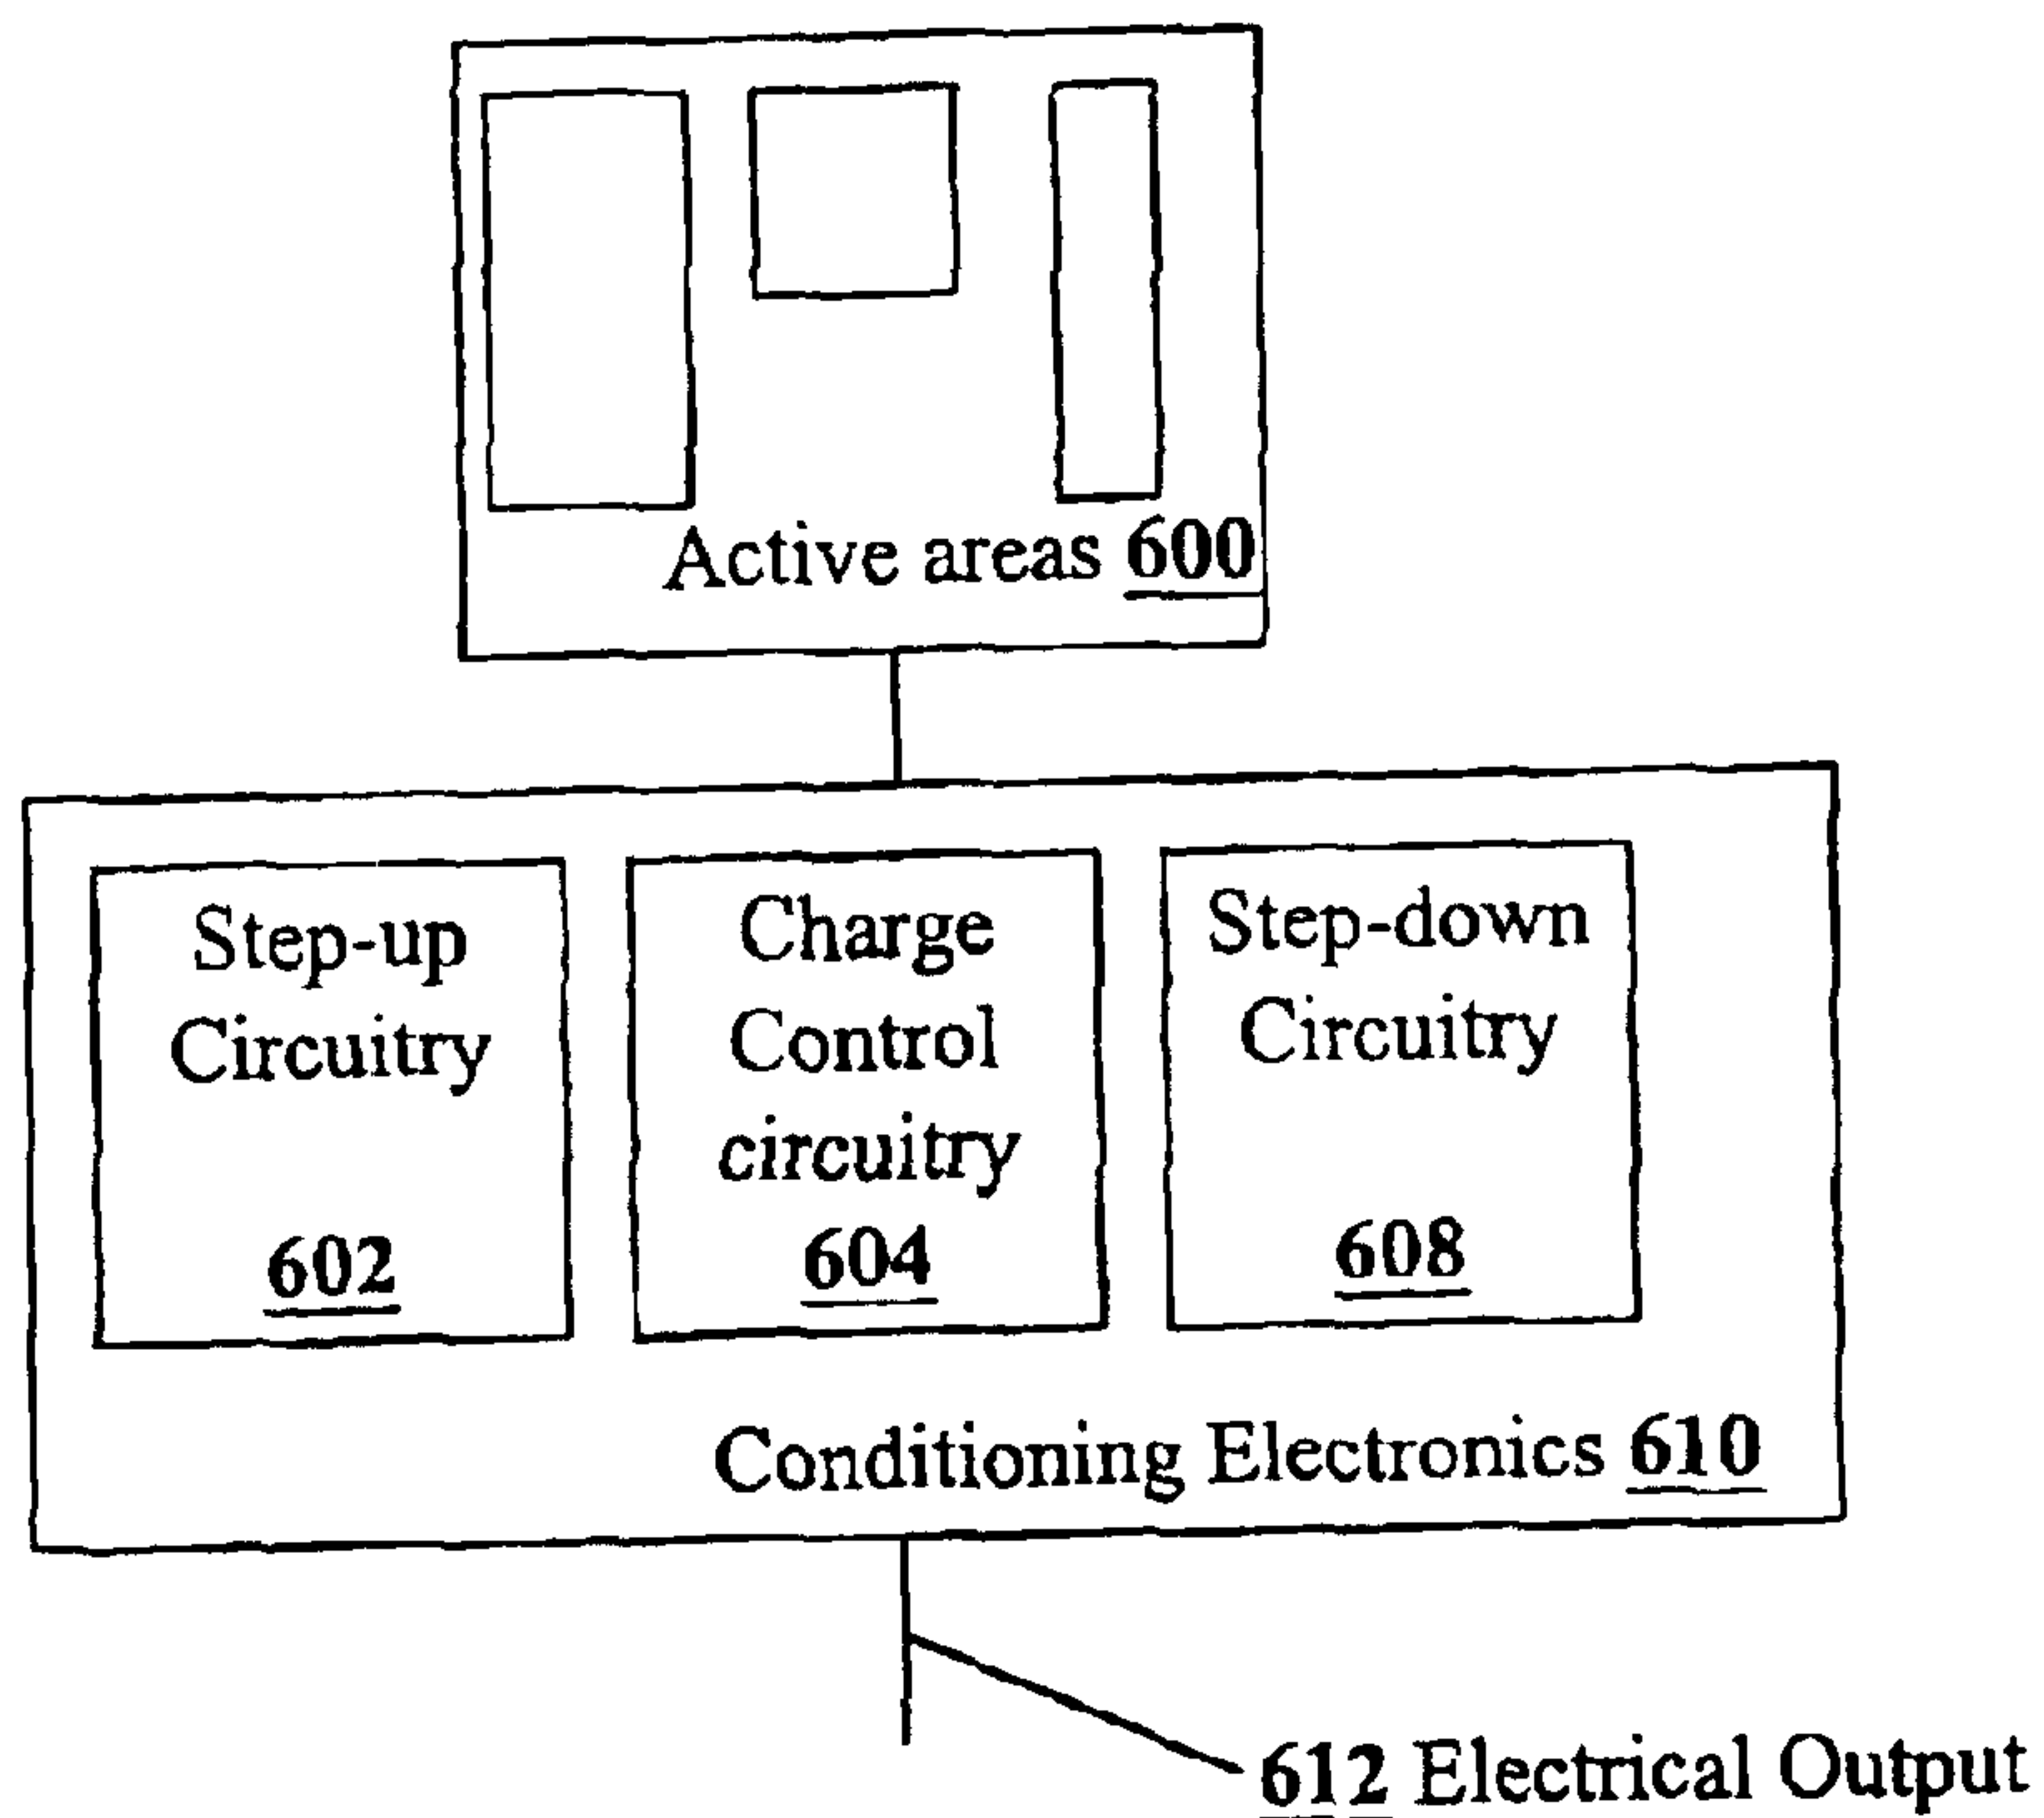 Active areas 600
Step-up
Circuitry
602
Charge
Control
circuitry
604
Step-down
Circuitry
608
Conditioning Electronics 610
612 Electrical Output